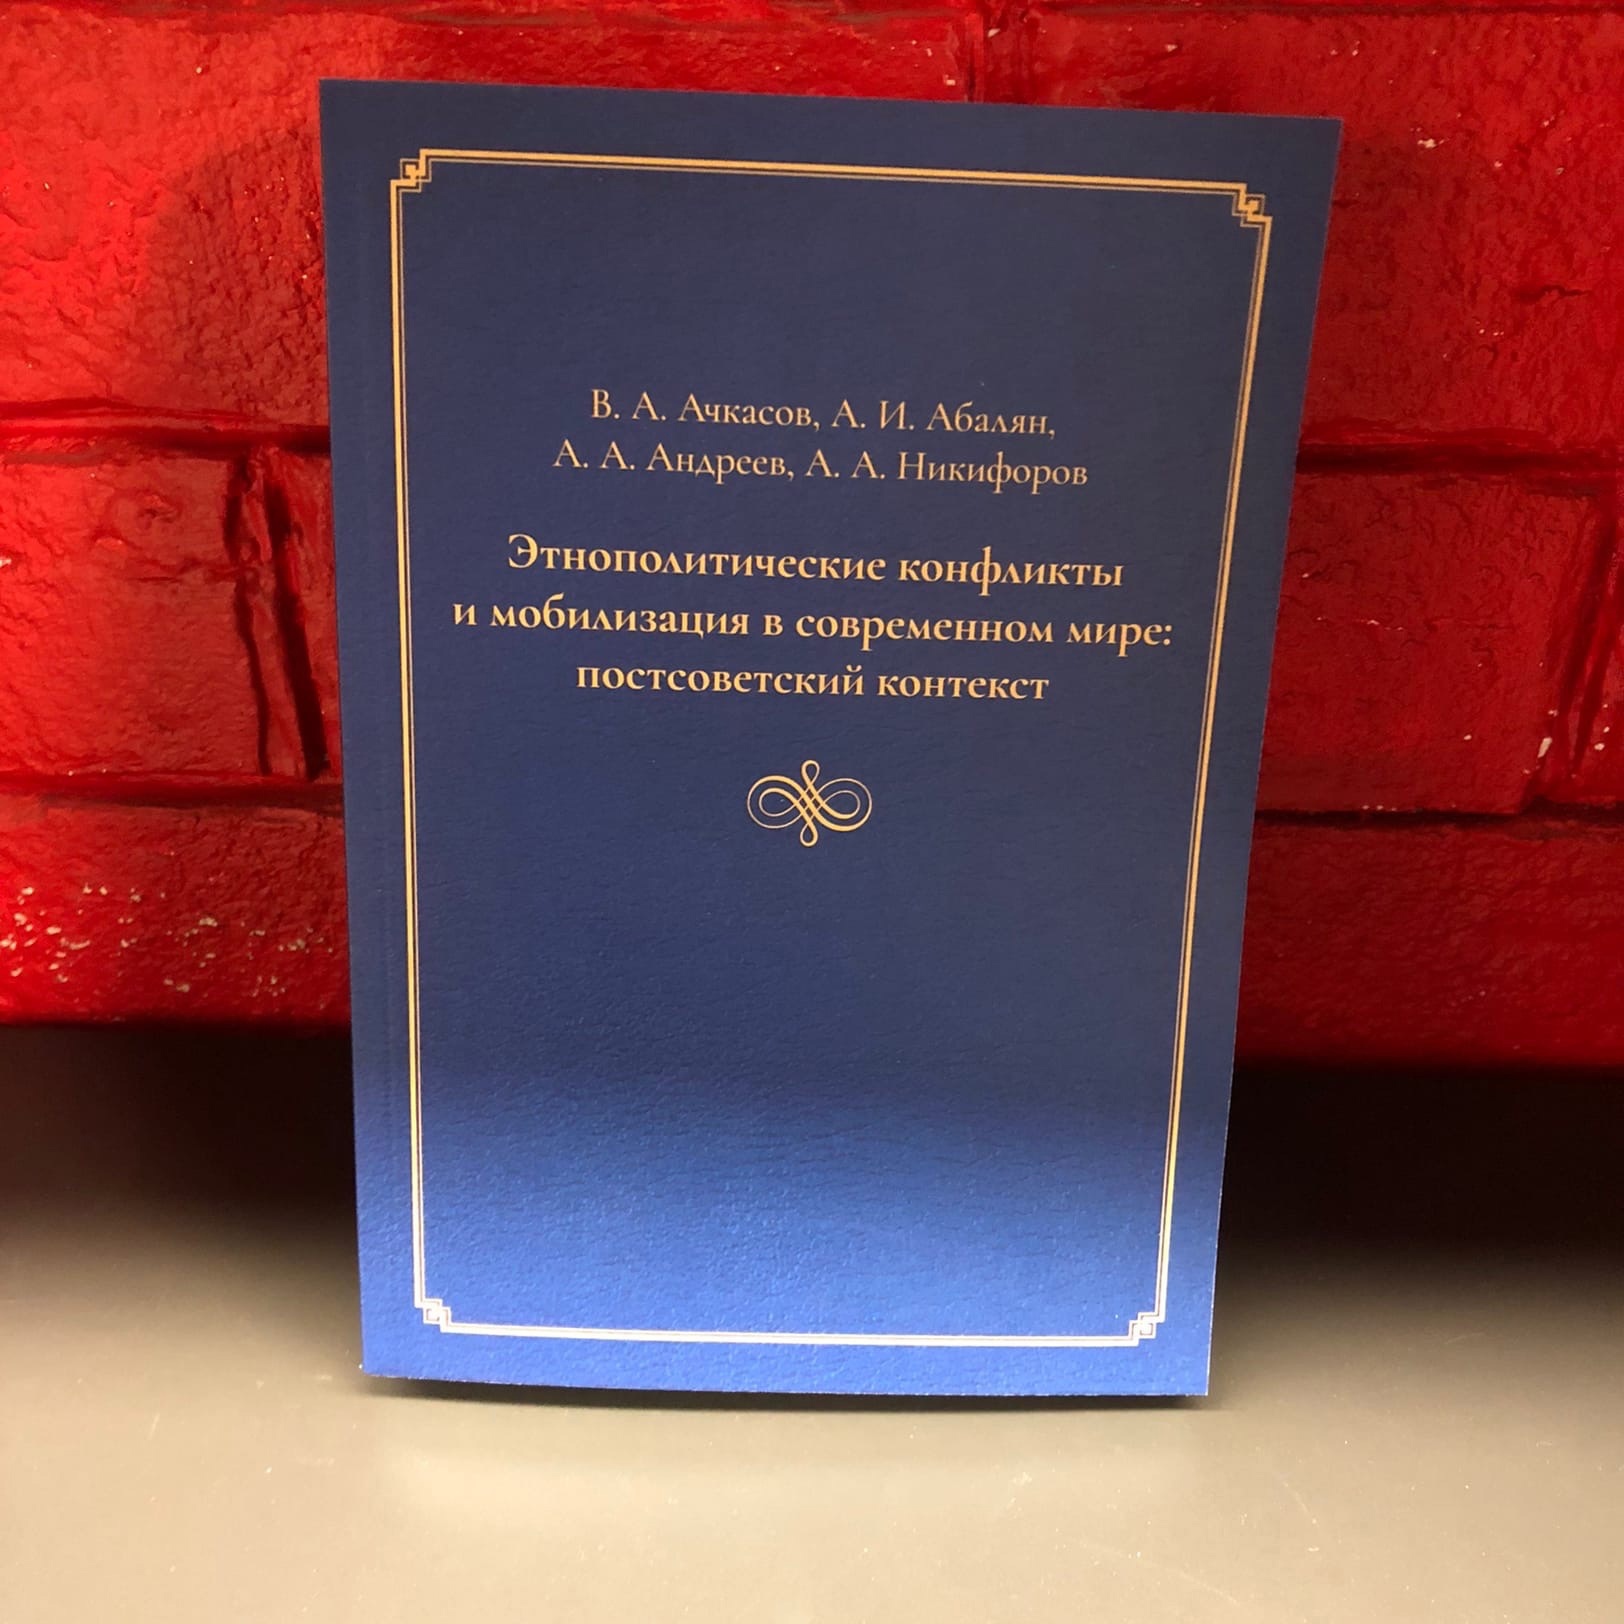 В. А. Ачкасов, А. И. Абалян,
А. А. Андреев, А. А. Никифоров
Этнополитические конфликты
и мобилизация в современном мире:
постсоветский контекст